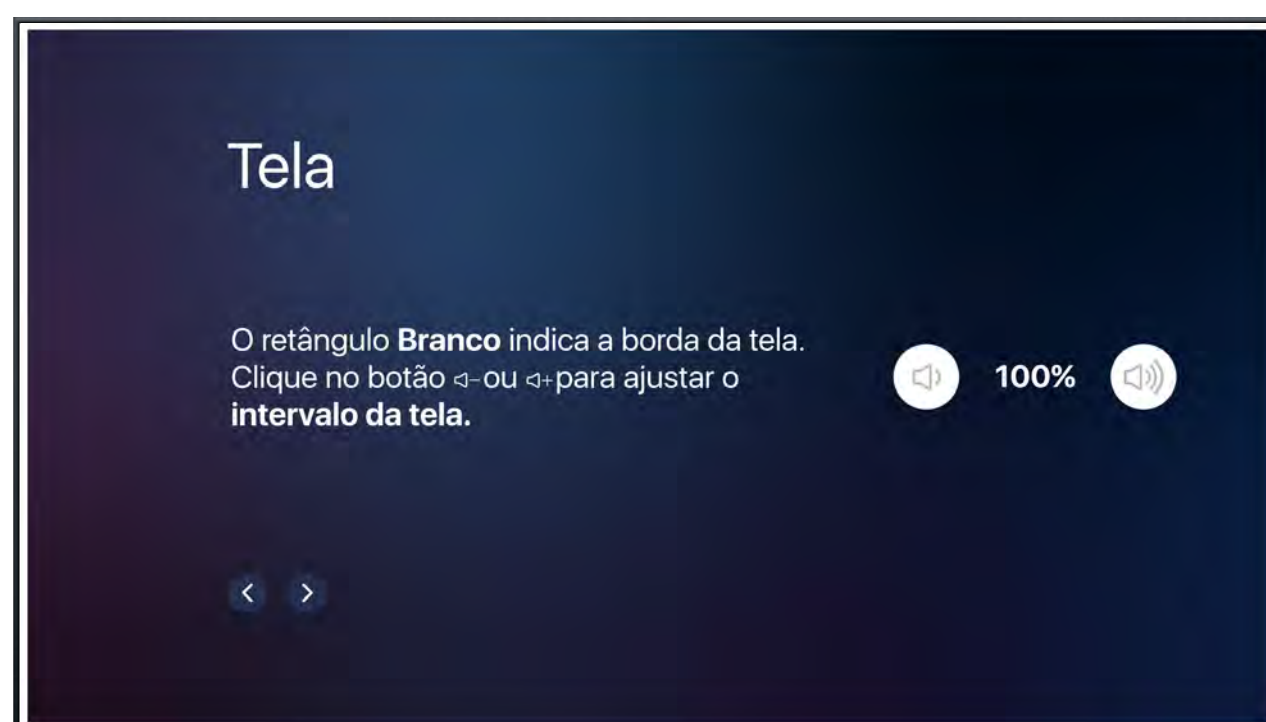 Tela
O retângulo Branco indica a borda da tela.
Clique no botão -ou +para ajustar o
intervalo da tela.
100%